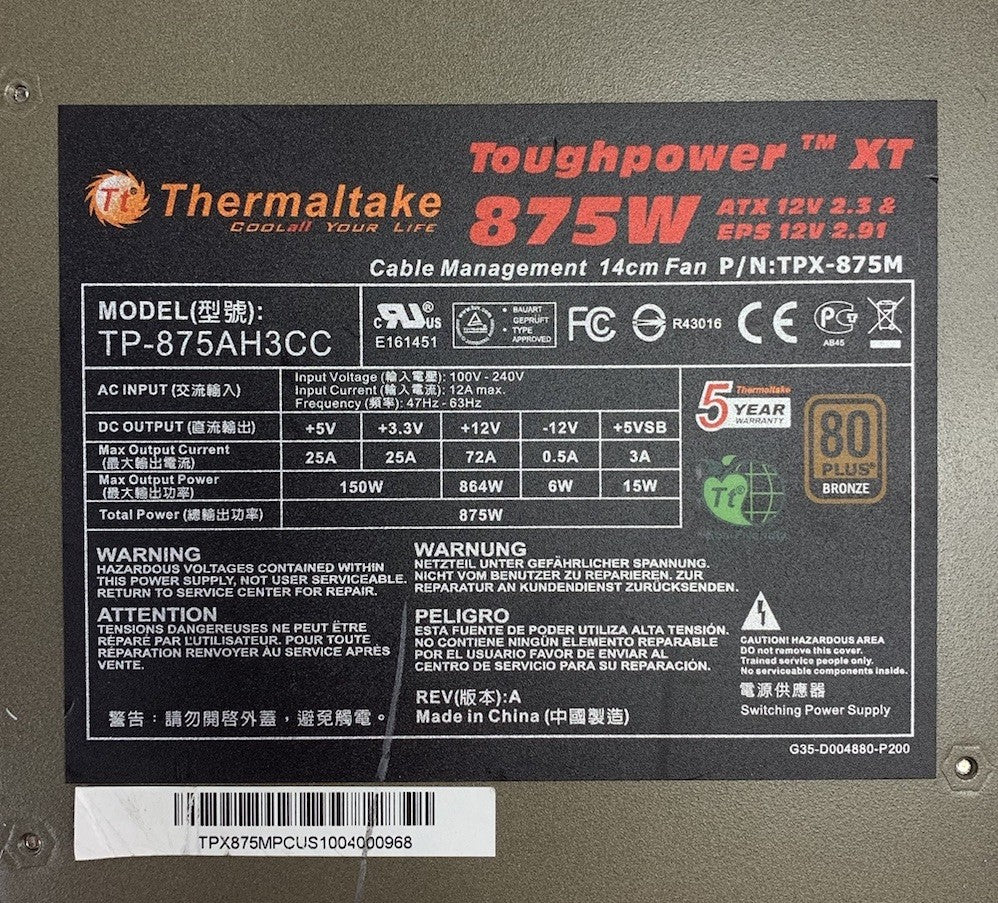 Toughpower™ XT
Tt® Thermaltake
COOLall YOUR LIFE
875W ATX 12V 2.3 &
EPS 12V 2.91
Cable Management 14cm Fan P/N:TPX-875M
MODEL(型號):
TP-875AH3CC
c RU® US
E161451
BAUART
GEPRÜFT
TYPE
APPROVED
FC
R43016
CE
PG
AB45
AC INPUT (交流輸入)
Input Voltage (輸入電壓): 100V - 240V
Input Current (輸入電流): 12A max.
Frequency (頻率): 47Hz - 63Hz
DC OUTPUT (直流輸出) +5V +3.3V +12V -12V +5VSB
Max Output Current
(最大輸出電流) 25A 25A 72A 0.5A 3A
Max Output Power
(最大輸出功率) 150W 864W 6W 15W
Total Power (總輸出功率) 875W
Thermaltake
5 YEAR
WARRANTY
80
PLUS®
BRONZE
Tt®
WARNING
HAZARDOUS VOLTAGES CONTAINED WITHIN
THIS POWER SUPPLY, NOT USER SERVICEABLE.
RETURN TO SERVICE CENTER FOR REPAIR.
ATTENTION
TENSIONS DANGEREUSES NE PEUT ÊTRE
RÉPARÉ PAR L'UTILISATEUR. POUR TOUTE
RÉPARATION RENVOYER ÀU SERVICE APRÈS
VENTE.
警告：請勿開啓外蓋，避免觸電。
WARNUNG
NETZTEIL UNTER GEFÄHRLICHER SPANNUNG.
NICHT VOM BENUTZER ZU REPARIEREN. ZUR
REPARATUR AN KUNDENDIENST ZURÜCKSENDEN.
PELIGRO
ESTA FUENTE DE PODER UTILIZA ALTA TENSIÓN.
NO CONTIENE NINGÚN ELEMENTO REPARABLE
POR EL USUARIO FAVOR DE ENVIAR AL
CENTRO DE SERVICIO PARA SU REPARACIÓN.
REV(版本):A
Made in China (中國製造)
CAUTION! HAZARDOUS AREA
DO not remove this cover.
Trained service people only.
No serviceable components inside.
電源供應器
Switching Power Supply
G35-D004880-P200
TPX875MPCUS1004000968